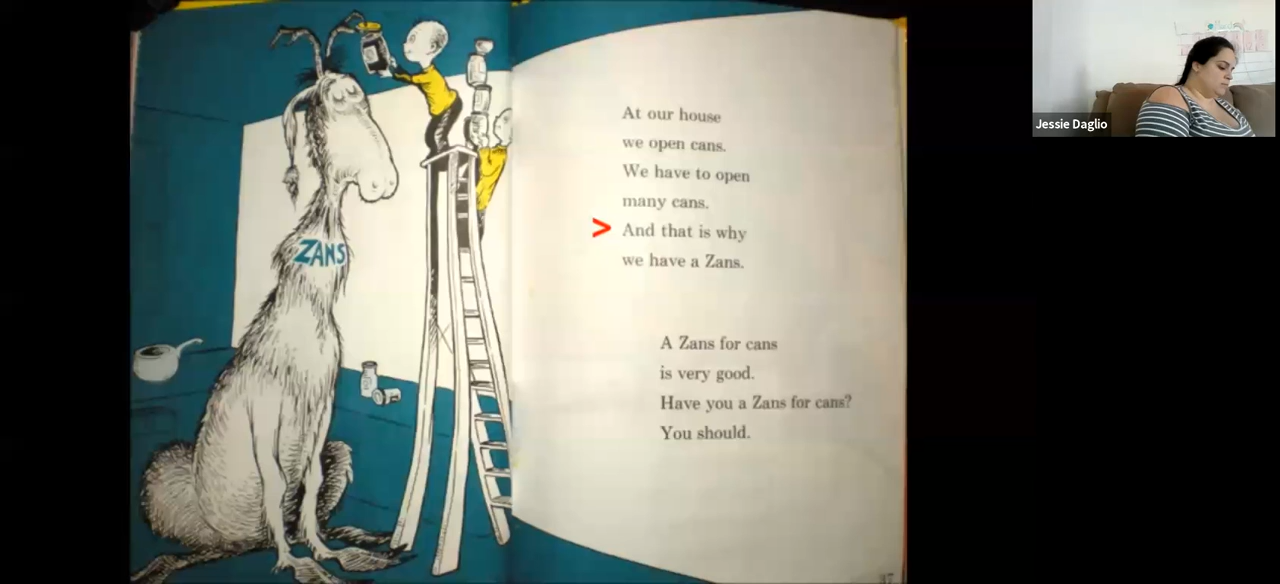 ZANS
At our house
we open cans.
We have to open
many cans.
> And that is why
we have a Zans.
A Zans for cans
is very good.
Have you a Zans for cans?
You should.
Jessie Daglio